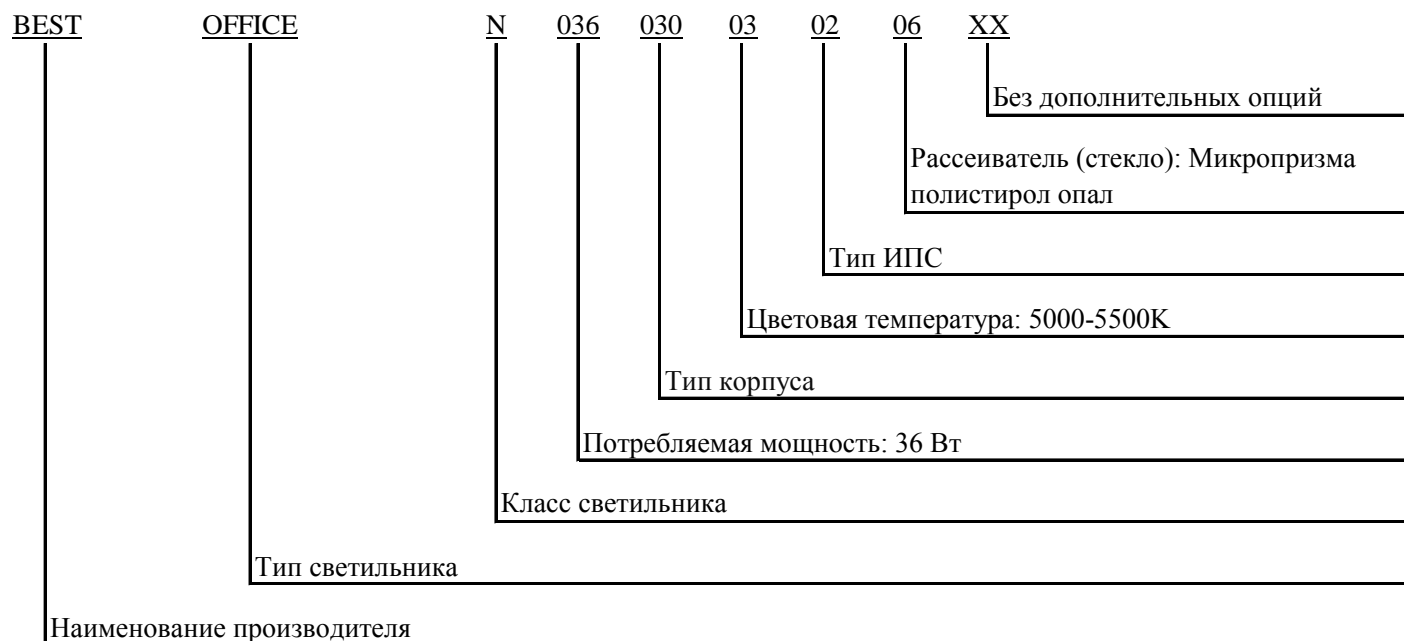 BEST OFFICE N 036 030 03 02 06 XX
Без дополнительных опций
Рассеиватель (стекло): Микропризма
полистирол опал
Тип ИПС
Цветовая температура: 5000-5500K
Тип корпуса
Потребляемая мощность: 36 Вт
Класс светильника
Тип светильника
Наименование производителя